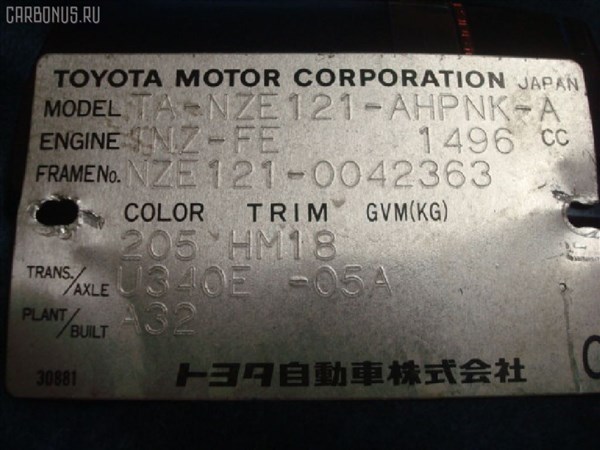 CARBONUS.RU
TOYOTA MOTOR CORPORATION JAPAN
MODEL TA-NZE121-AHPNK-A
ENGINE 1NZ-FE 1496 CC
FRAME No. NZE121-0042363
COLOR TRIM GVM(KG)
205 HM18
TRANS./AXLE U340E -05A
PLANT/BUILT A32
30881 トヨタ自動車株式会社